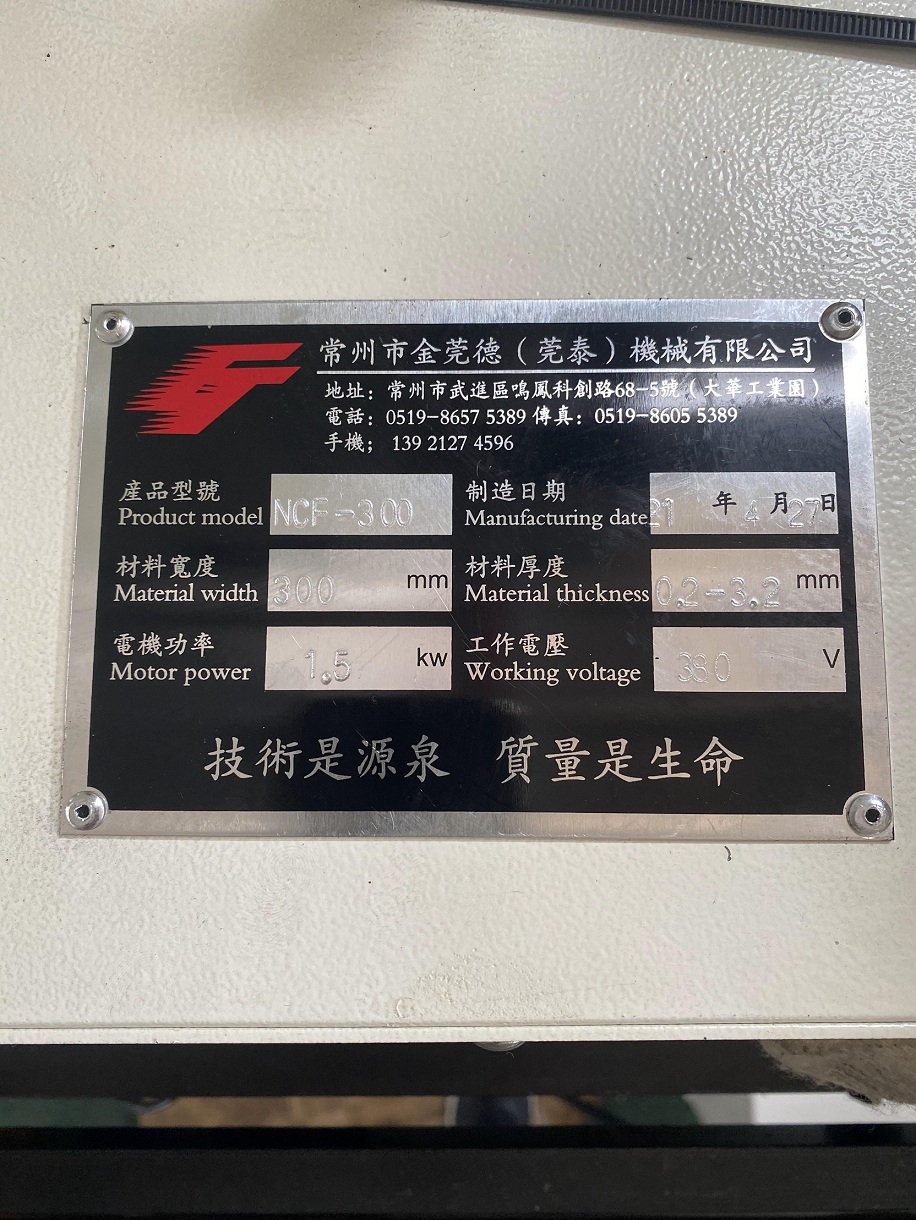 常州市金莞德（莞泰）機械有限公司
地址：常州市武進區鳴鳳科創路68-5號（大華工業園）
電話：0519-8657 5389 傳真：0519-8605 5389
手機； 139 2127 4596
産品型號
Product model NCF-300
制造日期
Manufacturing date 21 年 4 月 27 日
材料寬度
Material width 300 mm
材料厚度
Material thickness 0.2-3.2 mm
電機功率
Motor power 1.5 kw
工作電壓
Working voltage 380 V
技術是源泉 質量是生命